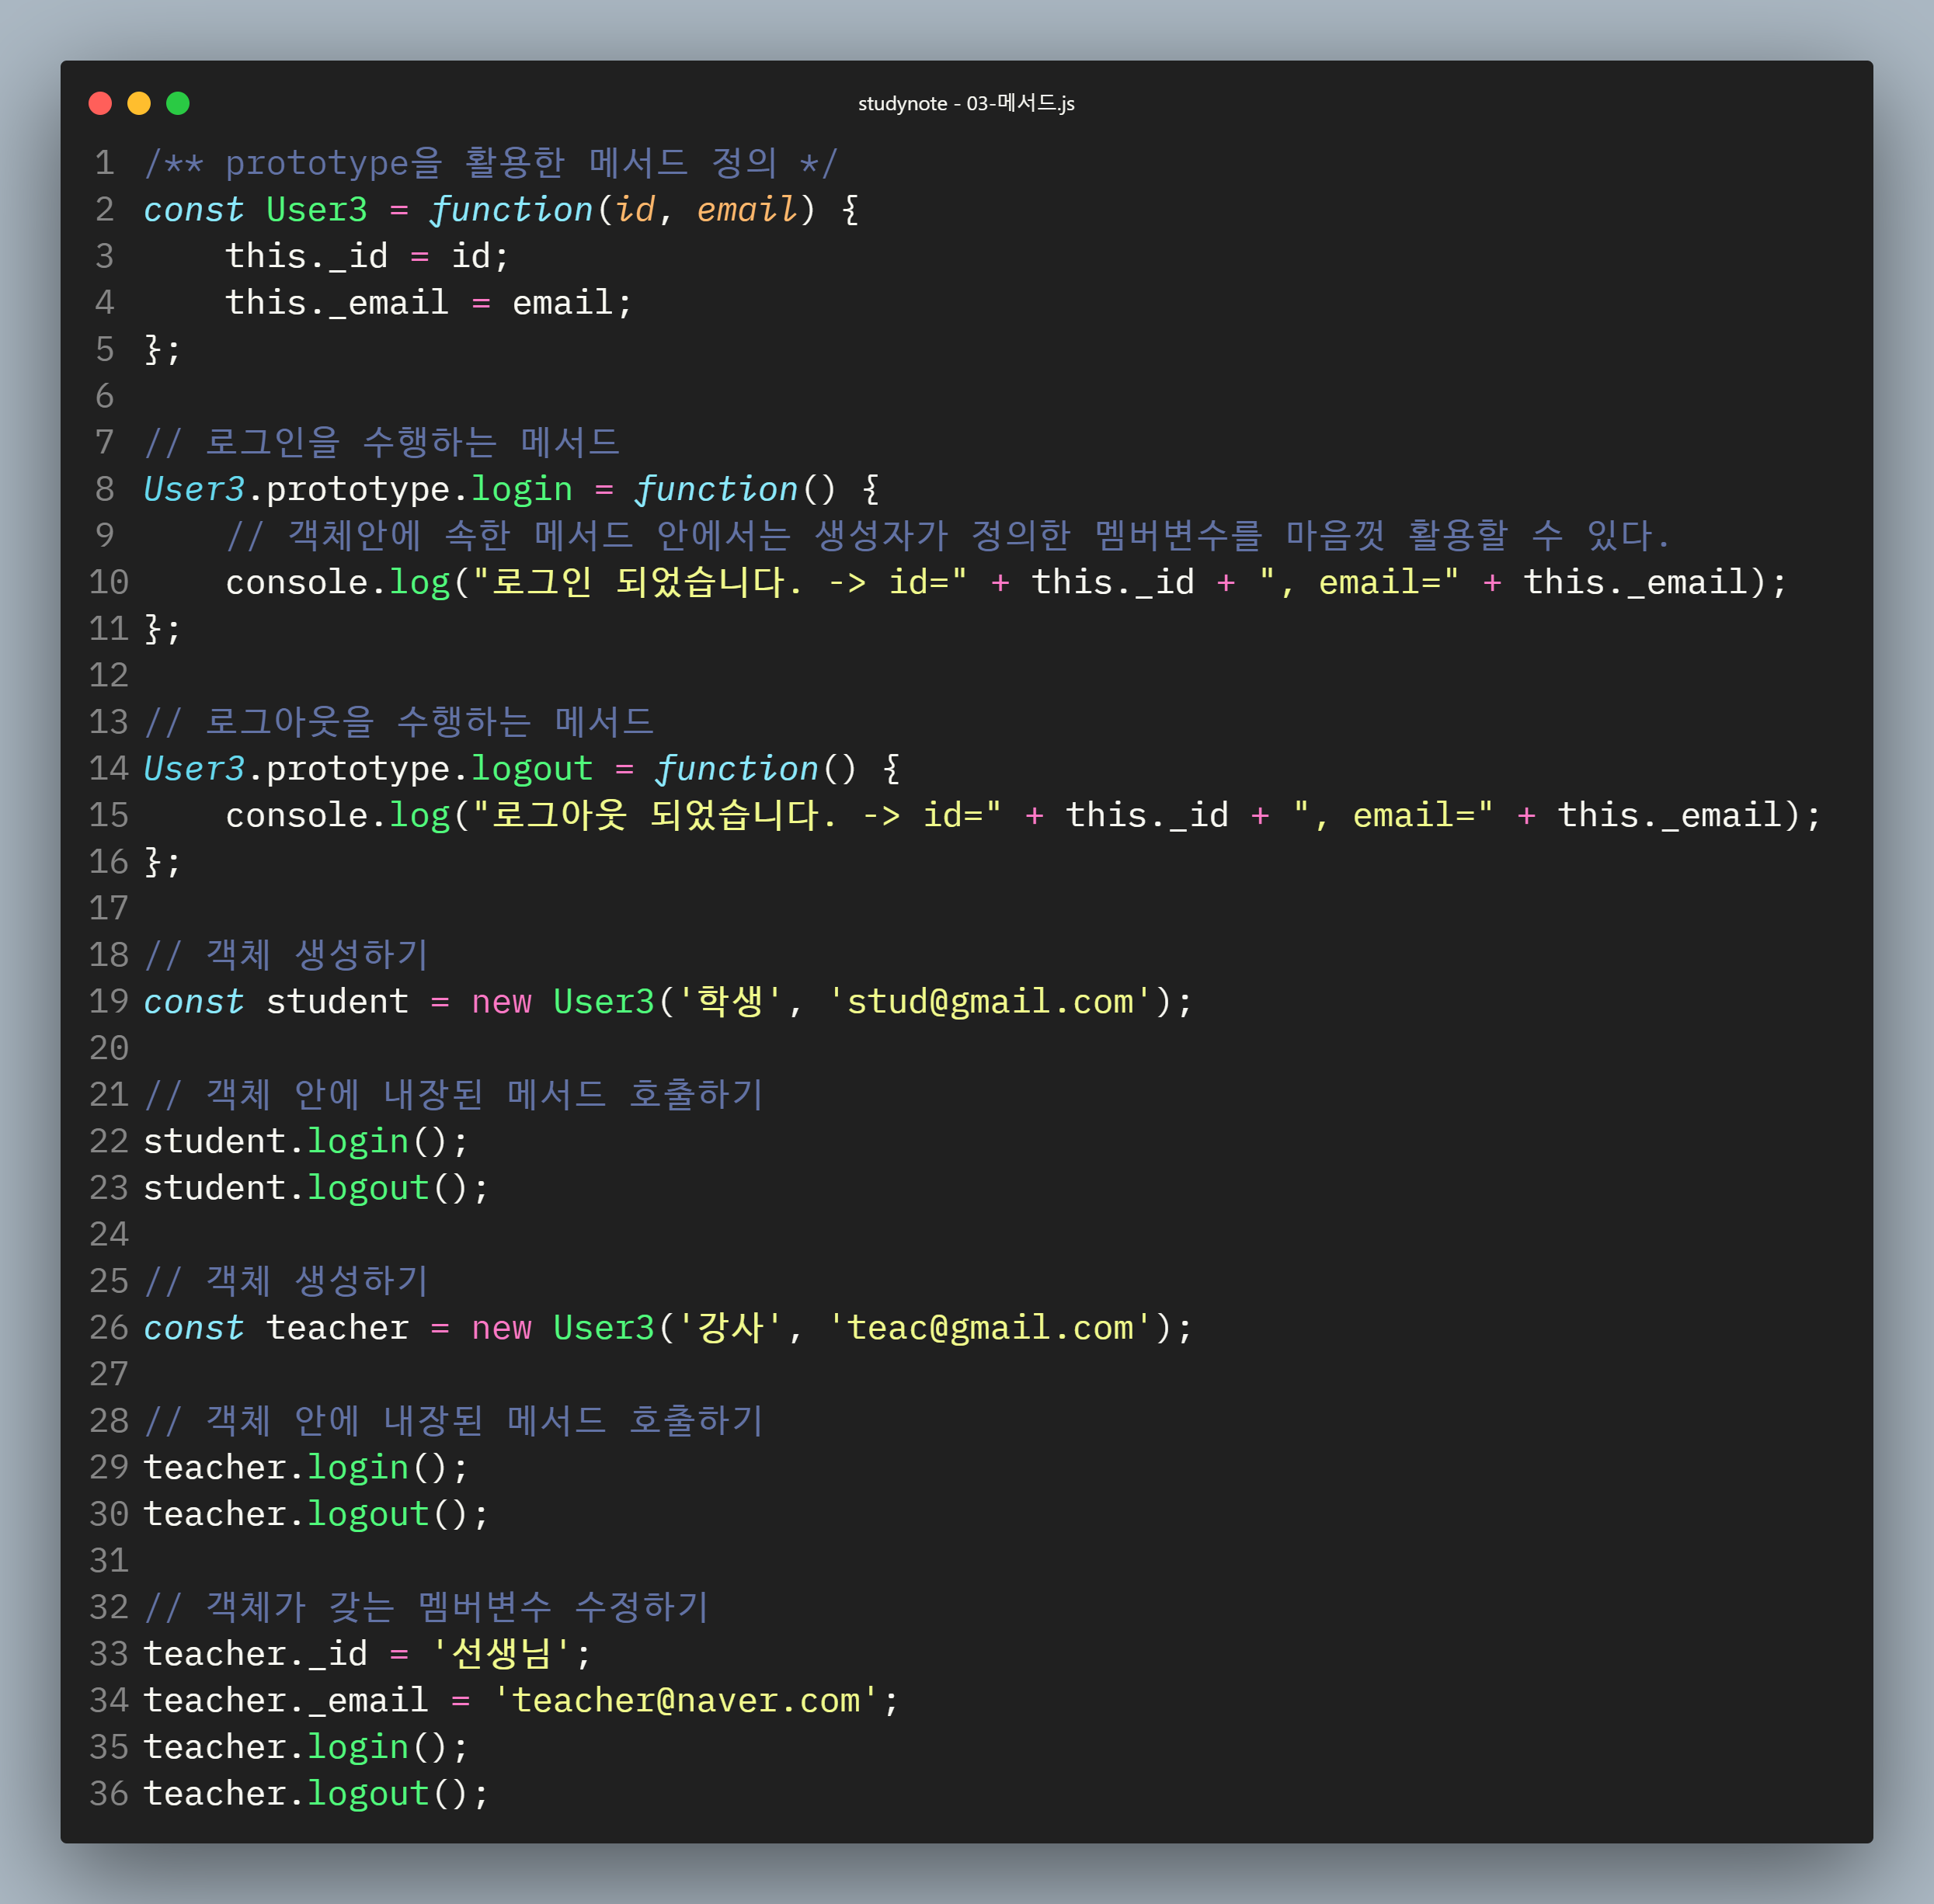 studynote - 03-메서드.js
1 /** prototype을 활용한 메서드 정의 */
2 const User3 = function(id, email) {
3     this._id = id;
4     this._email = email;
5 };
6
7 // 로그인을 수행하는 메서드
8 User3.prototype.login = function() {
9     // 객체안에 속한 메서드 안에서는 생성자가 정의한 멤버변수를 마음껏 활용할 수 있다.
10     console.log("로그인 되었습니다. -> id=" + this._id + ", email=" + this._email);
11 };
12
13 // 로그아웃을 수행하는 메서드
14 User3.prototype.logout = function() {
15     console.log("로그아웃 되었습니다. -> id=" + this._id + ", email=" + this._email);
16 };
17
18 // 객체 생성하기
19 const student = new User3('학생', 'stud@gmail.com');
20
21 // 객체 안에 내장된 메서드 호출하기
22 student.login();
23 student.logout();
24
25 // 객체 생성하기
26 const teacher = new User3('강사', 'teac@gmail.com');
27
28 // 객체 안에 내장된 메서드 호출하기
29 teacher.login();
30 teacher.logout();
31
32 // 객체가 갖는 멤버변수 수정하기
33 teacher._id = '선생님';
34 teacher._email = 'teacher@naver.com';
35 teacher.login();
36 teacher.logout();